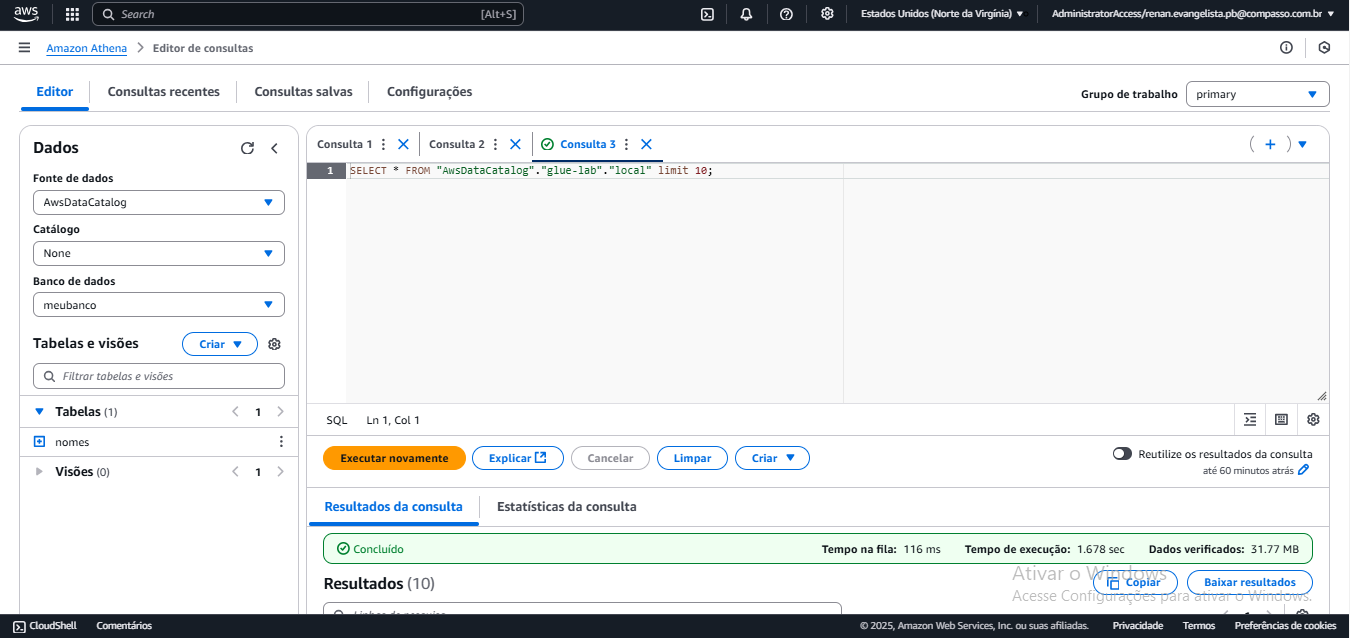 aws
Search
[Alt+S]
Estados Unidos (Norte da Virgínia)
AdministratorAccess/renan.evangelista.pb@compasso.com.br
Amazon Athena
Editor de consultas
Editor
Consultas recentes
Consultas salvas
Configurações
Grupo de trabalho
primary
Dados
Fonte de dados
AwsDataCatalog
Catálogo
None
Banco de dados
meubanco
Tabelas e visões
Criar
Filtrar tabelas e visões
Tabelas (1)
1
nomes
Visões (0)
1
Consulta 1
Consulta 2
Consulta 3
1
SELECT * FROM "AwsDataCatalog"."glue-lab"."local" limit 10;
SQL
Ln 1, Col 1
Executar novamente
Explicar
Cancelar
Limpar
Criar
Reutilize os resultados da consulta
até 60 minutos atrás
Resultados da consulta
Estatísticas da consulta
Concluído
Tempo na fila: 116 ms
Tempo de execução: 1.678 sec
Dados verificados: 31.77 MB
Resultados (10)
Copiar
Baixar resultados
Ativar o Windows
Acesse Configurações para ativar o Windows.
CloudShell
Comentários
© 2025, Amazon Web Services, Inc. ou suas afiliadas.
Privacidade
Termos
Preferências de cookies